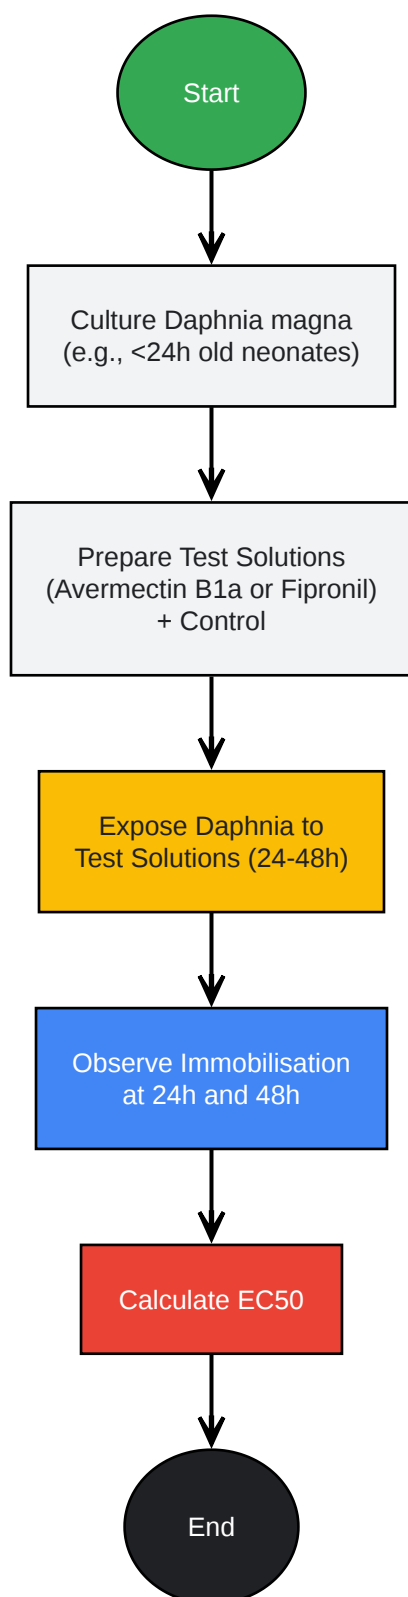 Start
Culture Daphnia magna
(e.g., <24h old neonates)
Prepare Test Solutions
(Avermectin B1a or Fipronil)
+ Control
Expose Daphnia to
Test Solutions (24-48h)
Observe Immobilisation
at 24h and 48h
Calculate EC50
End